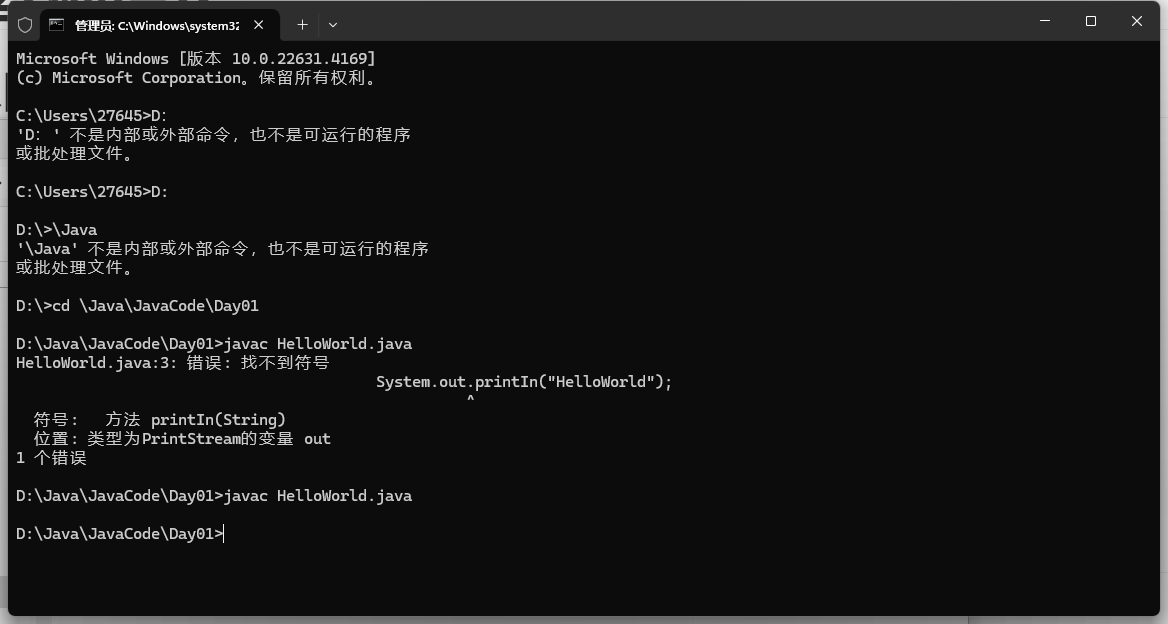 管理员: C:\Windows\system32
Microsoft Windows [版本 10.0.22631.4169]
(c) Microsoft Corporation。保留所有权利。
C:\Users\27645>D：
'D：' 不是内部或外部命令，也不是可运行的程序
或批处理文件。
C:\Users\27645>D:
D:\>\Java
'\Java' 不是内部或外部命令，也不是可运行的程序
或批处理文件。
D:\>cd \Java\JavaCode\Day01
D:\Java\JavaCode\Day01>javac HelloWorld.java
HelloWorld.java:3: 错误: 找不到符号
System.out.printIn("HelloWorld");
^
符号:   方法 printIn(String)
位置: 类型为PrintStream的变量 out
1 个错误
D:\Java\JavaCode\Day01>javac HelloWorld.java
D:\Java\JavaCode\Day01>